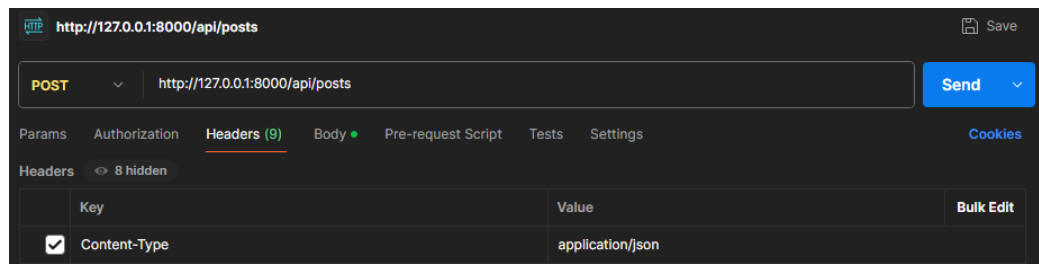 HTTP http://127.0.0.1:8000/api/posts Save
POST http://127.0.0.1:8000/api/posts Send
Params Authorization Headers (9) Body Pre-request Script Tests Settings Cookies
Headers 8 hidden
Key Value Bulk Edit
Content-Type application/json